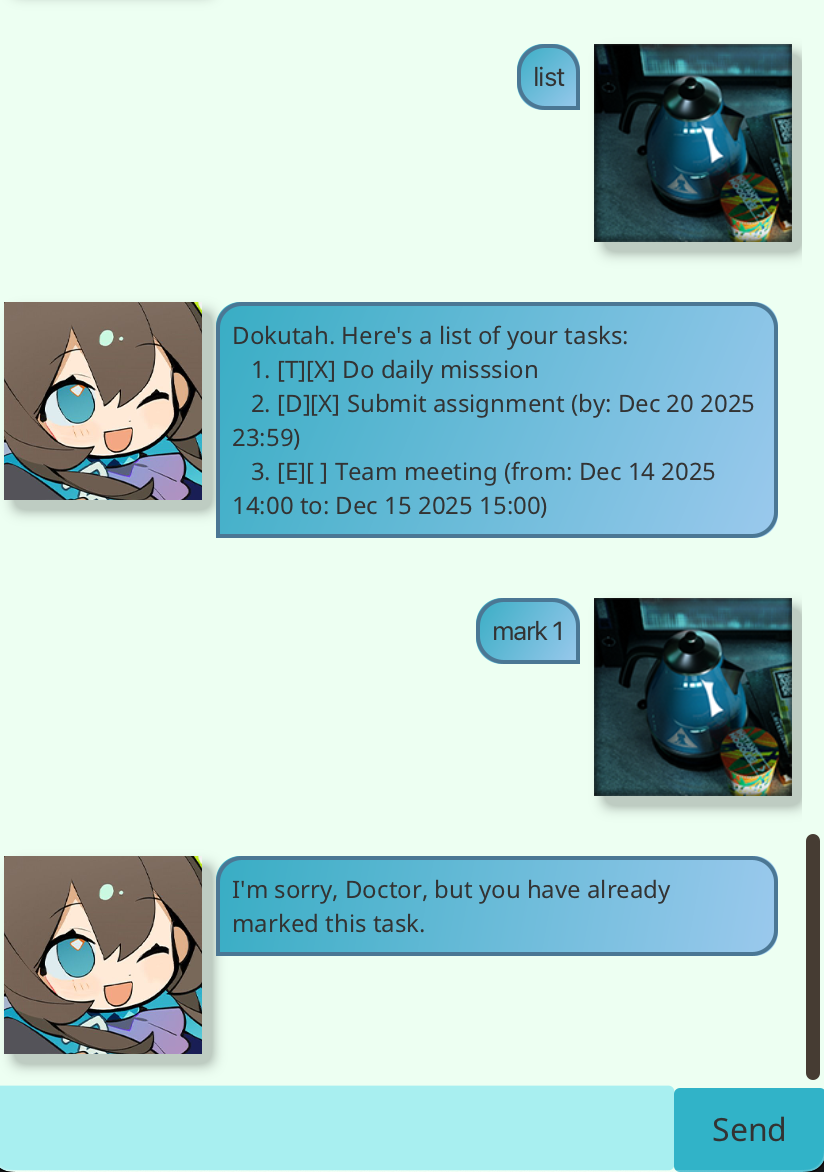 list
Dokutah. Here's a list of your tasks:
1. [T][X] Do daily misssion
2. [D][X] Submit assignment (by: Dec 20 2025
23:59)
3. [E][ ] Team meeting (from: Dec 14 2025
14:00 to: Dec 15 2025 15:00)
mark 1
I'm sorry, Doctor, but you have already
marked this task.
Send